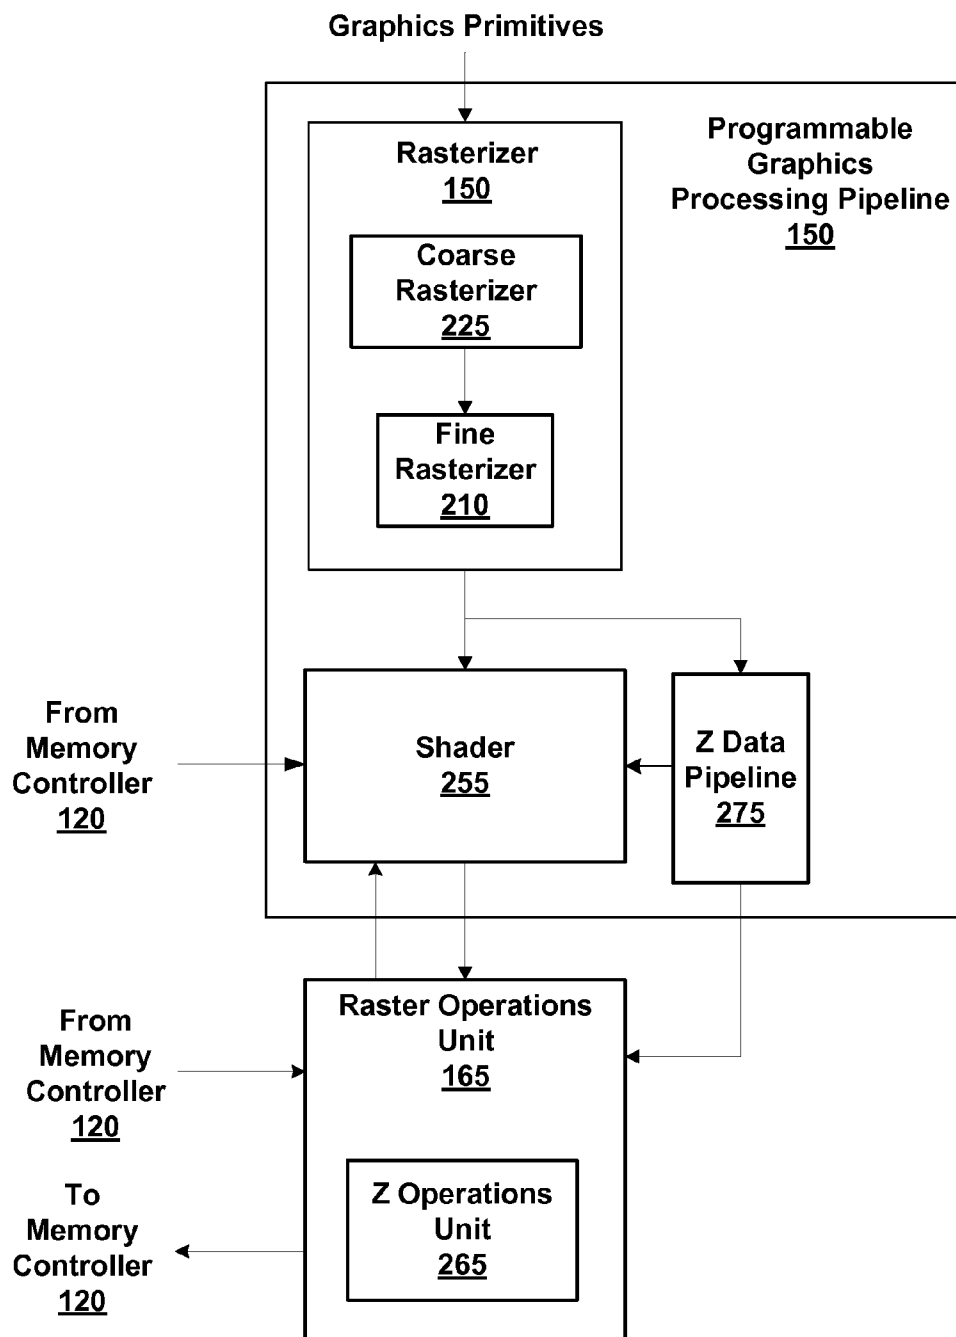 Graphics Primitives
Programmable
Graphics
Processing Pipeline
150
Rasterizer
150
Coarse
Rasterizer
225
Fine
Rasterizer
210
From
Memory
Controller
120
Shader
255
Z Data
Pipeline
275
From
Memory
Controller
120
Raster Operations
Unit
165
To
Memory
Controller
120
Z Operations
Unit
265